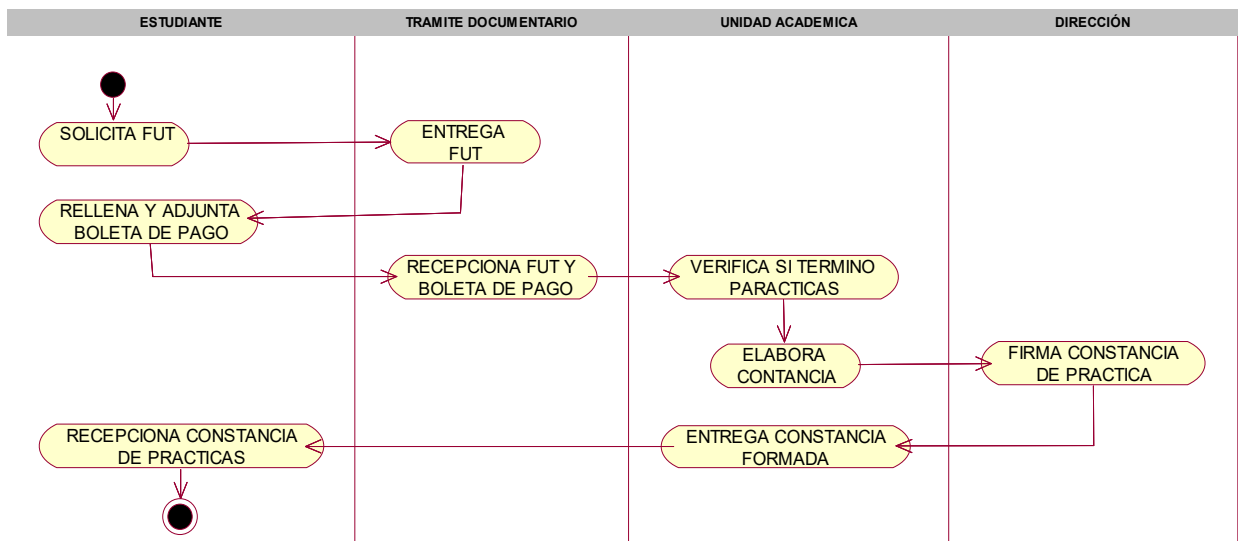 ESTUDIANTE
TRAMITE DOCUMENTARIO
UNIDAD ACADEMICA
DIRECCIÓN
SOLICITA FUT
ENTREGA
FUT
RELLENA Y ADJUNTA
BOLETA DE PAGO
RECEPCIONA FUT Y
BOLETA DE PAGO
VERIFICA SI TERMINO
PARACTICAS
ELABORA
CONTANCIA
FIRMA CONSTANCIA
DE PRACTICA
ENTREGA CONSTANCIA
FORMADA
RECEPCIONA CONSTANCIA
DE PRACTICAS